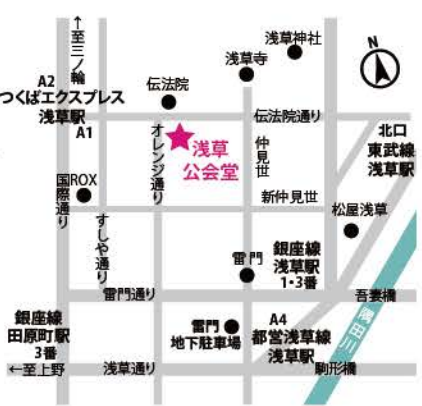 ←至三ノ輪
浅草神社
浅草寺
N
A2
つくばエクスプレス
浅草駅
A1
伝法院
伝法院通り
北口
東武線
浅草駅
オレンジ通り
浅草
公会堂
仲見世
国際通り
ROX
すしや通り
新仲見世
松屋浅草
雷門
銀座線
浅草駅
1・3番
雷門通り
吾妻橋
隅田川
銀座線
田原町駅
3番
雷門
地下駐車場
A4
都営浅草線
浅草駅
←至上野
浅草通り
駒形橋